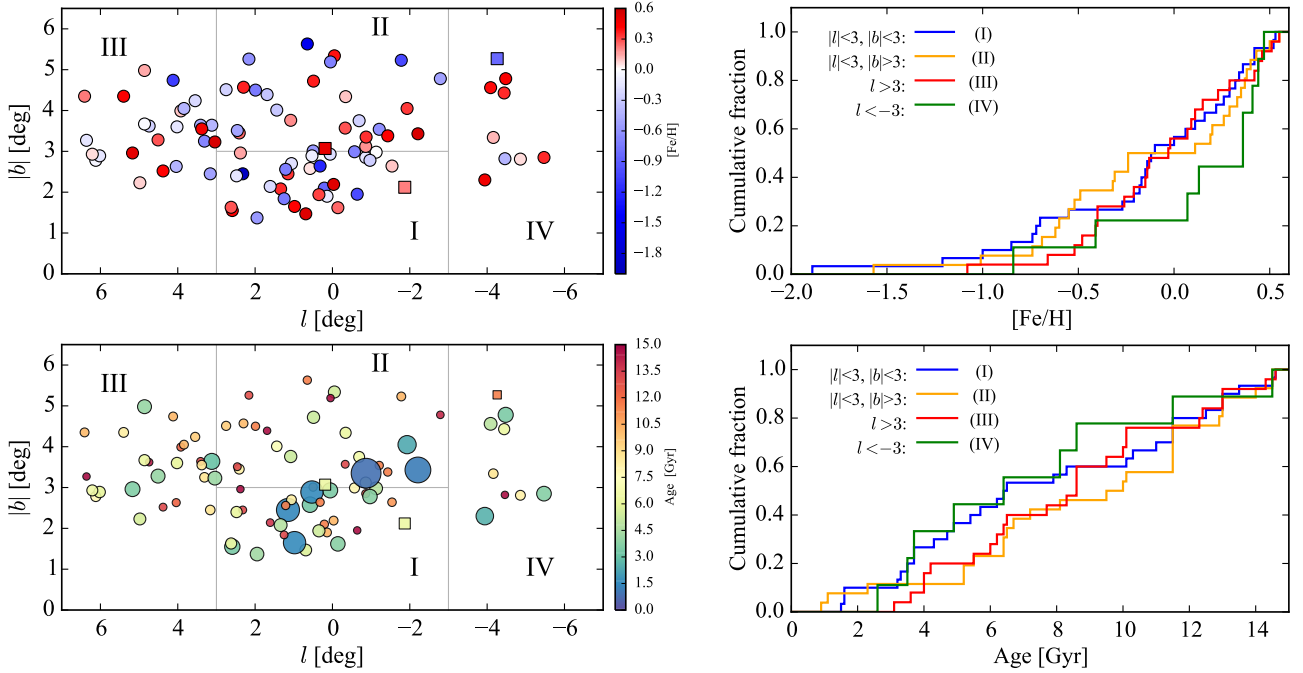 II
III
I
IV
6
5
4
3
2
1
0
|b| [deg]
6 4 2 0 −2 −4 −6
l [deg]
0.6
0.3
0.0
−0.3
−0.6
−0.9
−1.2
−1.5
−1.8
[Fe/H]
|l|<3, |b|<3: (I)
|l|<3, |b|>3: (II)
l>3: (III)
l<−3: (IV)
1.0
0.8
0.6
0.4
0.2
0.0
Cumulative fraction
−2.0 −1.5 −1.0 −0.5 0.0 0.5
[Fe/H]
II
III
I
IV
6
5
4
3
2
1
0
|b| [deg]
6 4 2 0 −2 −4 −6
l [deg]
15.0
13.5
12.0
10.5
9.0
7.5
6.0
4.5
3.0
1.5
0.0
Age [Gyr]
|l|<3, |b|<3: (I)
|l|<3, |b|>3: (II)
l>3: (III)
l<−3: (IV)
1.0
0.8
0.6
0.4
0.2
0.0
Cumulative fraction
0 2 4 6 8 10 12 14
Age [Gyr]